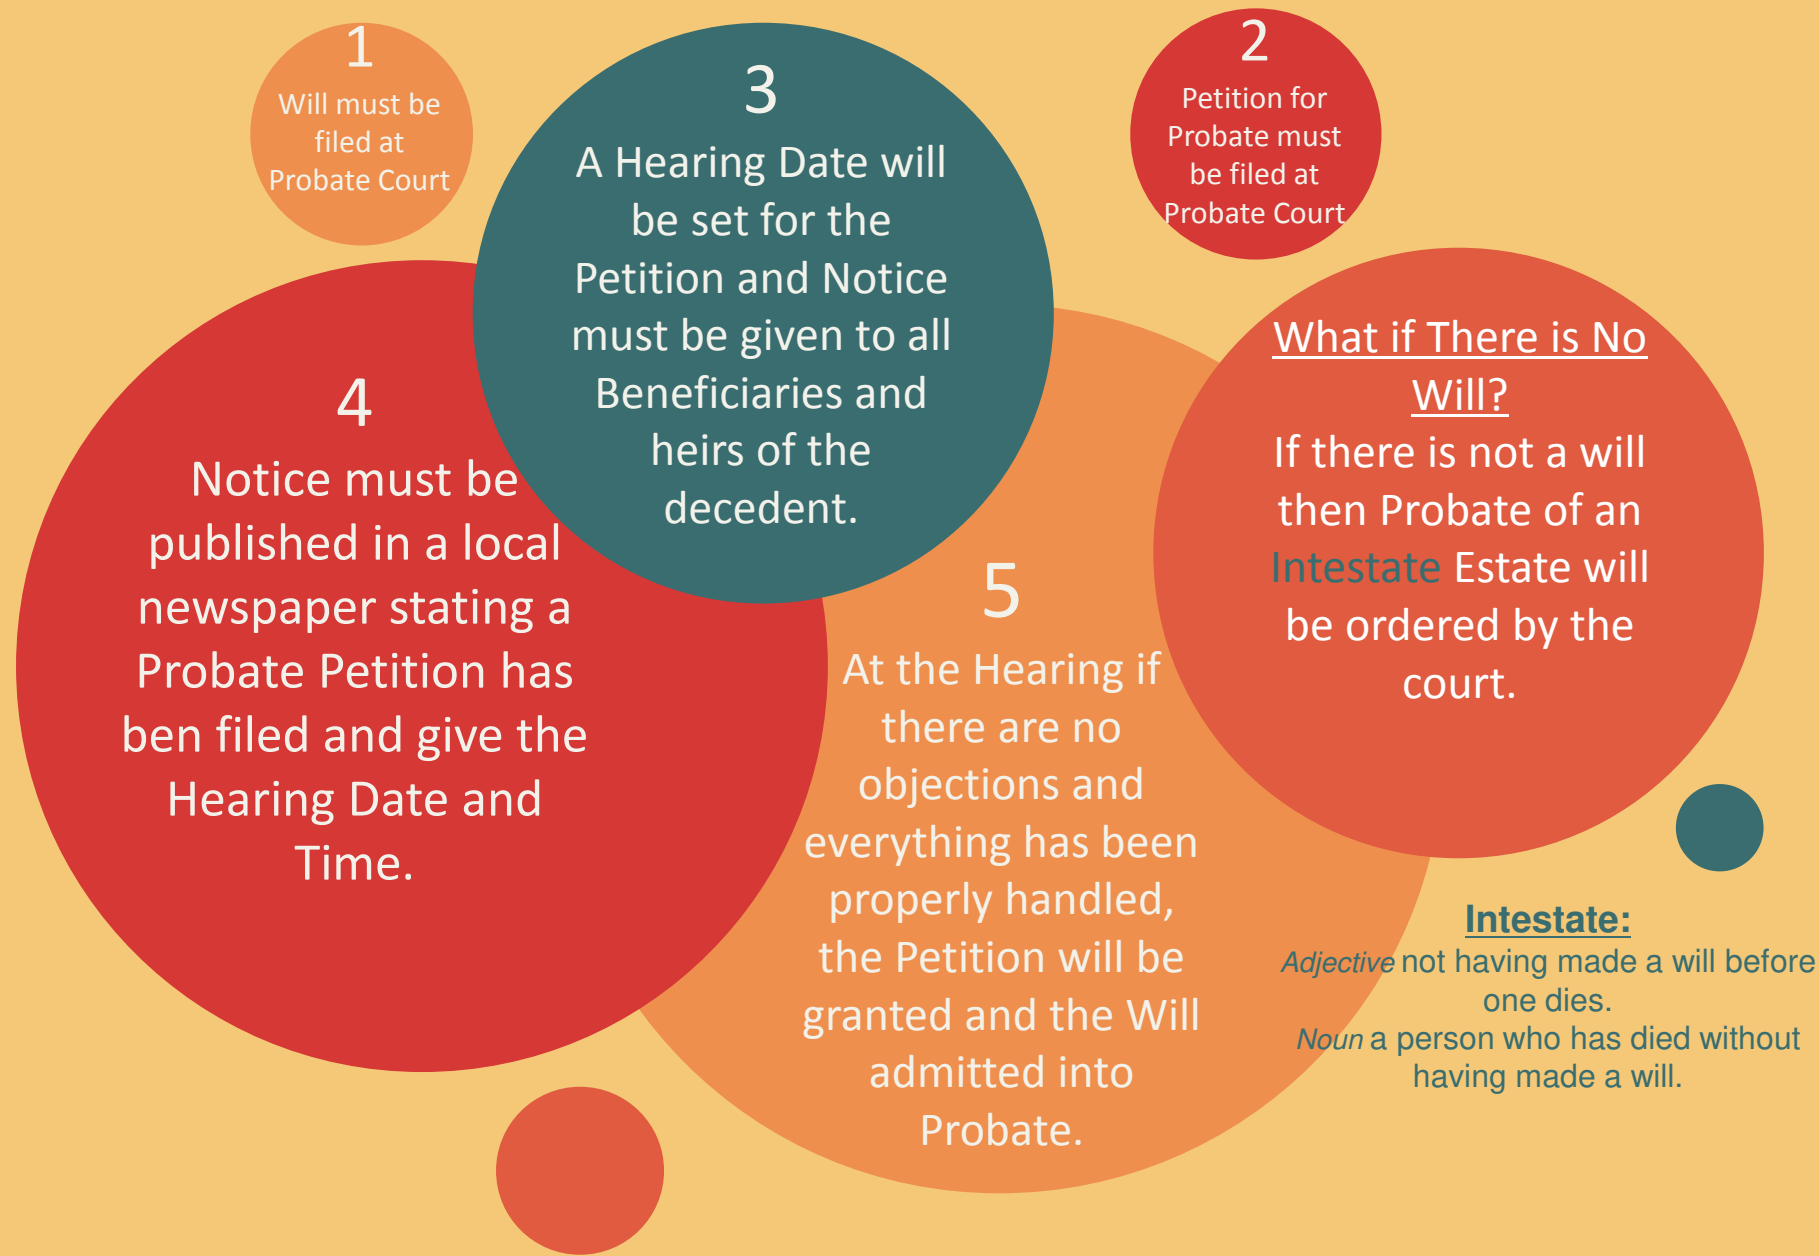 1
Will must be
filed at
Probate Court
2
Petition for
Probate must
be filed at
Probate Court
3
A Hearing Date will
be set for the
Petition and Notice
must be given to all
Beneficiaries and
heirs of the
decedent.
4
Notice must be
published in a local
newspaper stating a
Probate Petition has
ben filed and give the
Hearing Date and
Time.
5
At the Hearing if
there are no
objections and
everything has been
properly handled,
the Petition will be
granted and the Will
admitted into
Probate.
What if There is No
Will?
If there is not a will
then Probate of an
Intestate Estate will
be ordered by the
court.
Intestate:
Adjective not having made a will before
one dies.
Noun a person who has died without
having made a will.